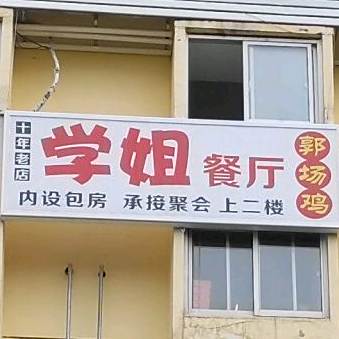 十年老店
学姐餐厅
郭场鸡
内设包房 承接聚会 上二楼